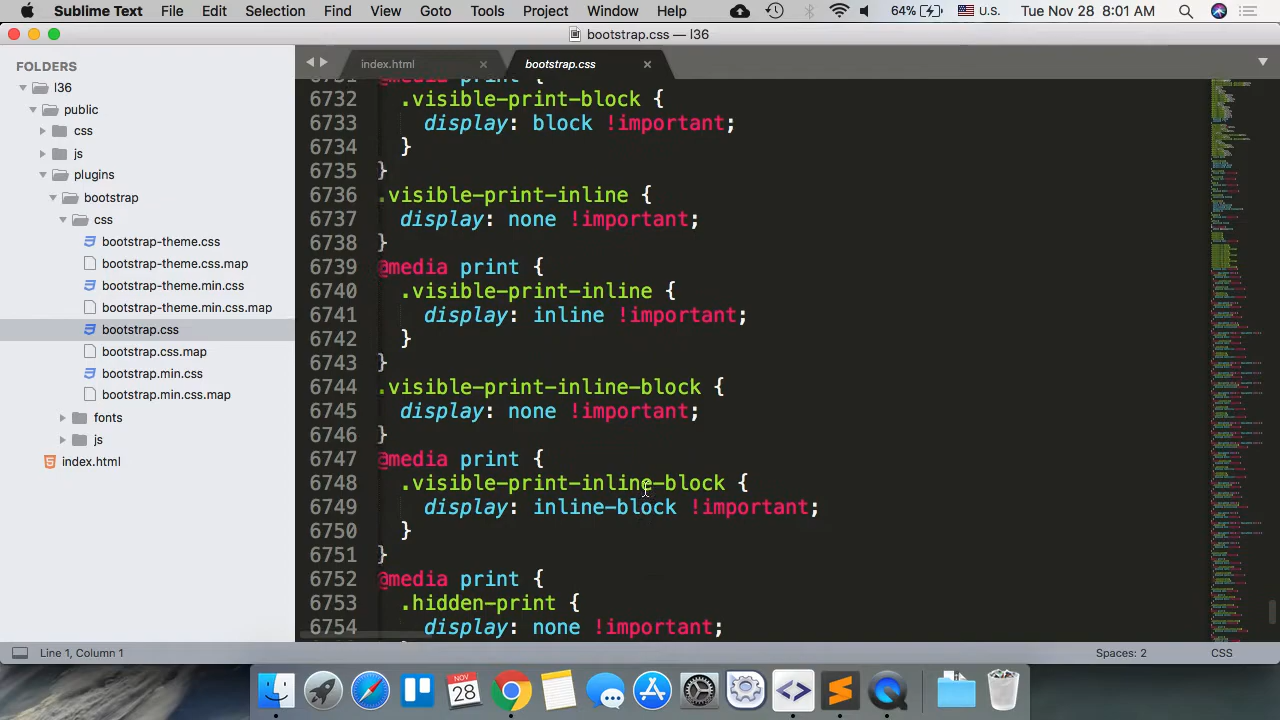 Sublime Text File Edit Selection Find View Goto Tools Project Window Help 64% U.S. Tue Nov 28 8:01 AM
bootstrap.css — l36
FOLDERS
l36
public
css
js
plugins
bootstrap
css
bootstrap-theme.css
bootstrap-theme.css.map
bootstrap-theme.min.css
bootstrap-theme.min.css.map
bootstrap.css
bootstrap.css.map
bootstrap.min.css
bootstrap.min.css.map
fonts
js
index.html
index.html bootstrap.css
6731 @media print {
6732 .visible-print-block {
6733 display: block !important;
6734 }
6735 }
6736 .visible-print-inline {
6737 display: none !important;
6738 }
6739 @media print {
6740 .visible-print-inline {
6741 display: inline !important;
6742 }
6743 }
6744 .visible-print-inline-block {
6745 display: none !important;
6746 }
6747 @media print {
6748 .visible-print-inline-block {
6749 display: inline-block !important;
6750 }
6751 }
6752 @media print {
6753 .hidden-print {
6754 display: none !important;
Line 1, Column 1 Spaces: 2 CSS
NOV
28